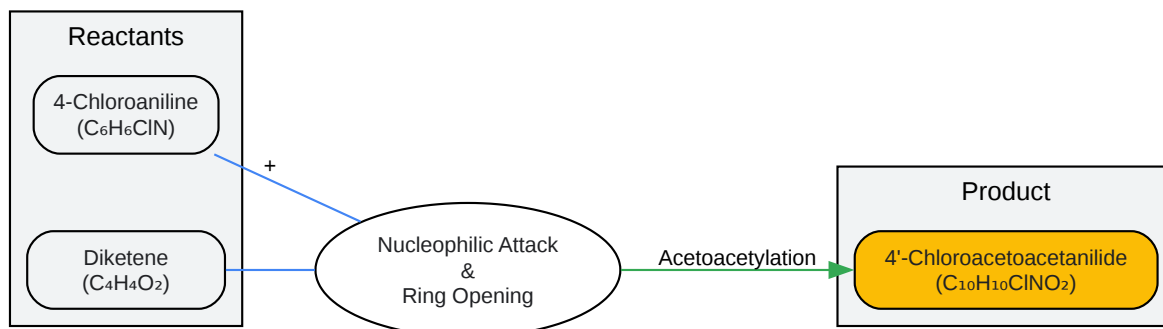 Reactants
4-Chloroaniline
(C₆H₆ClN)
+
Diketene
(C₄H₄O₂)
Nucleophilic Attack
&
Ring Opening
Acetoacetylation
Product
4'-Chloroacetoacetanilide
(C₁₀H₁₀ClNO₂)